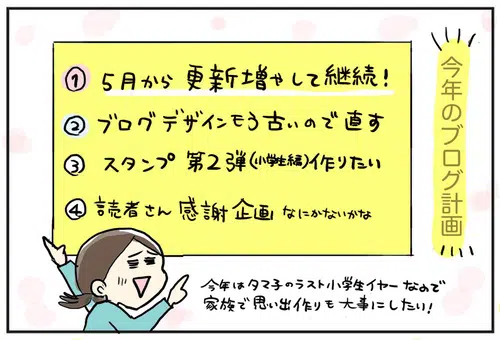 今年のブログ計画
① 5月から 更新増やして継続!
② ブログデザインもう古いので直す
③ スタンプ 第2弾(小学生編)作りたい
④ 読者さん 感謝企画 なにかないかな
今年はタマ子のラスト小学生イヤーなので
家族で思い出作りも大事にしたい!